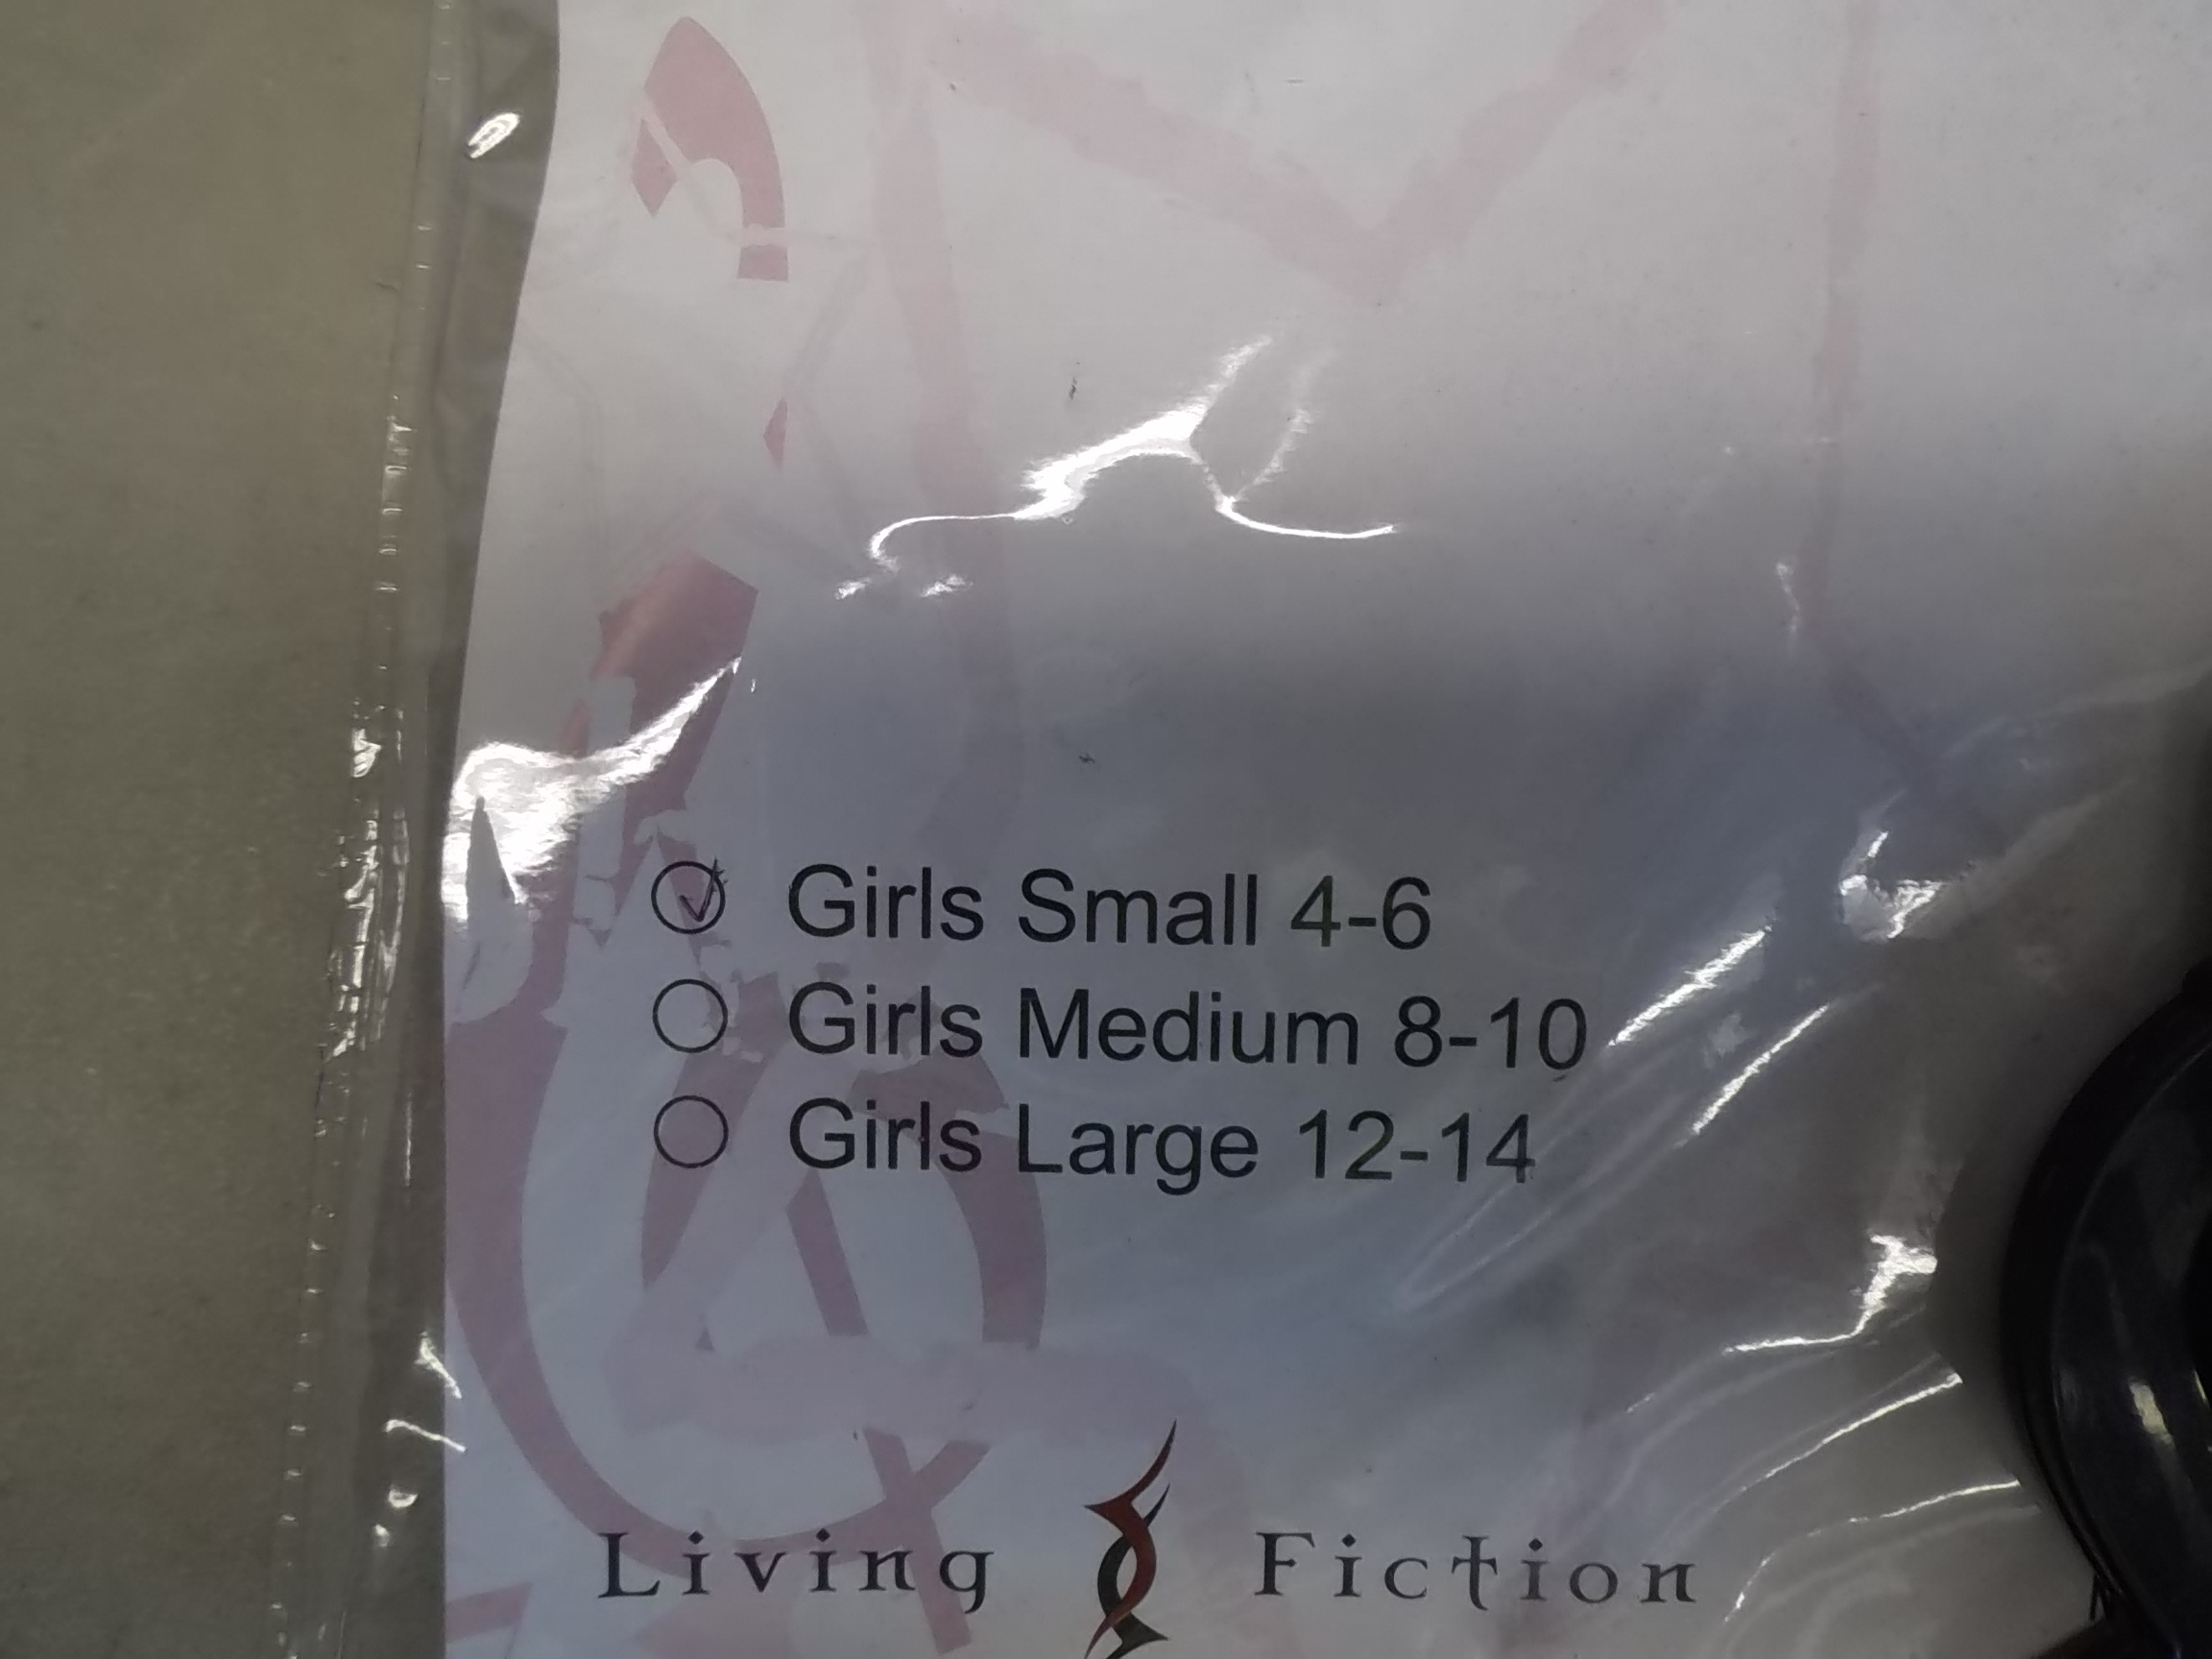 Girls Small 4-6
Girls Medium 8-10
Girls Large 12-14
Living Fiction